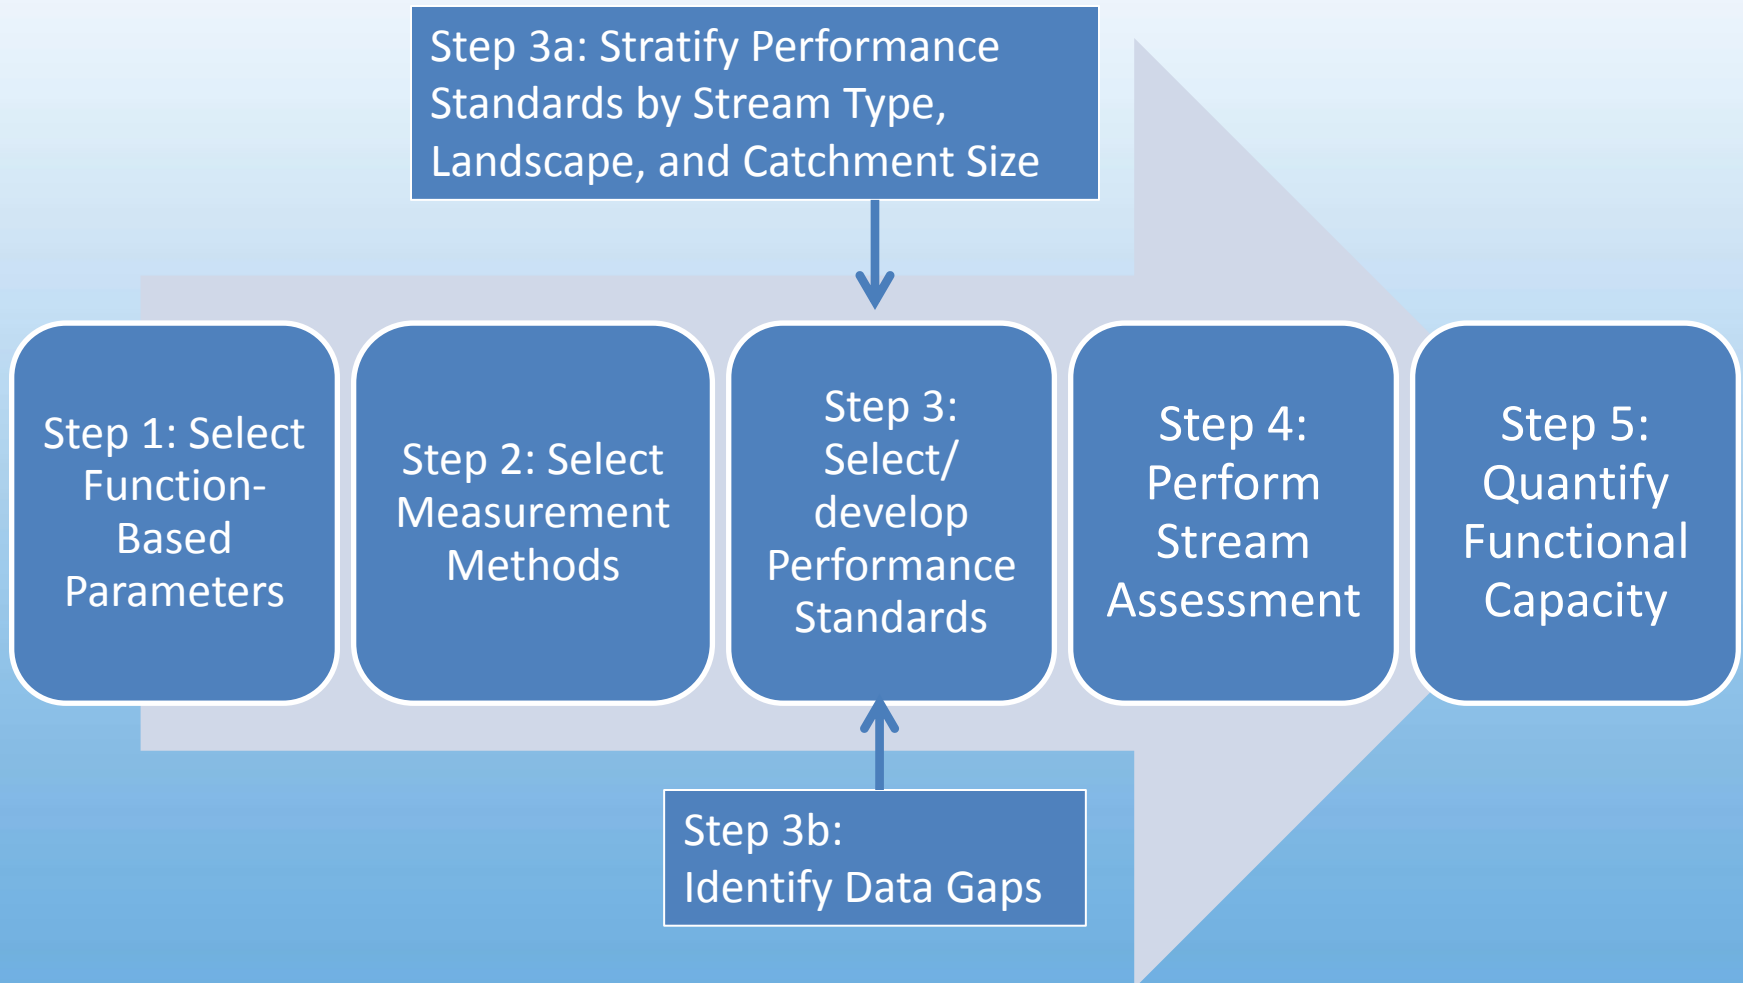 Step 3a: Stratify Performance
Standards by Stream Type,
Landscape, and Catchment Size
Step 1: Select
Function-
Based
Parameters
Step 2: Select
Measurement
Methods
Step 3:
Select/
develop
Performance
Standards
Step 4:
Perform
Stream
Assessment
Step 5:
Quantify
Functional
Capacity
Step 3b:
Identify Data Gaps